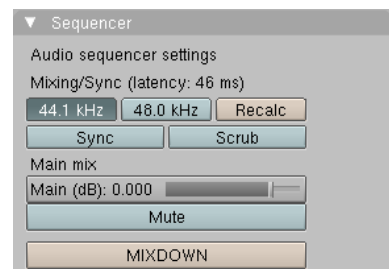 Sequencer
Audio sequencer settings
Mixing/Sync (latency: 46 ms)
44.1 kHz 48.0 kHz Recalc
Sync Scrub
Main mix
Main (dB): 0.000
Mute
MIXDOWN